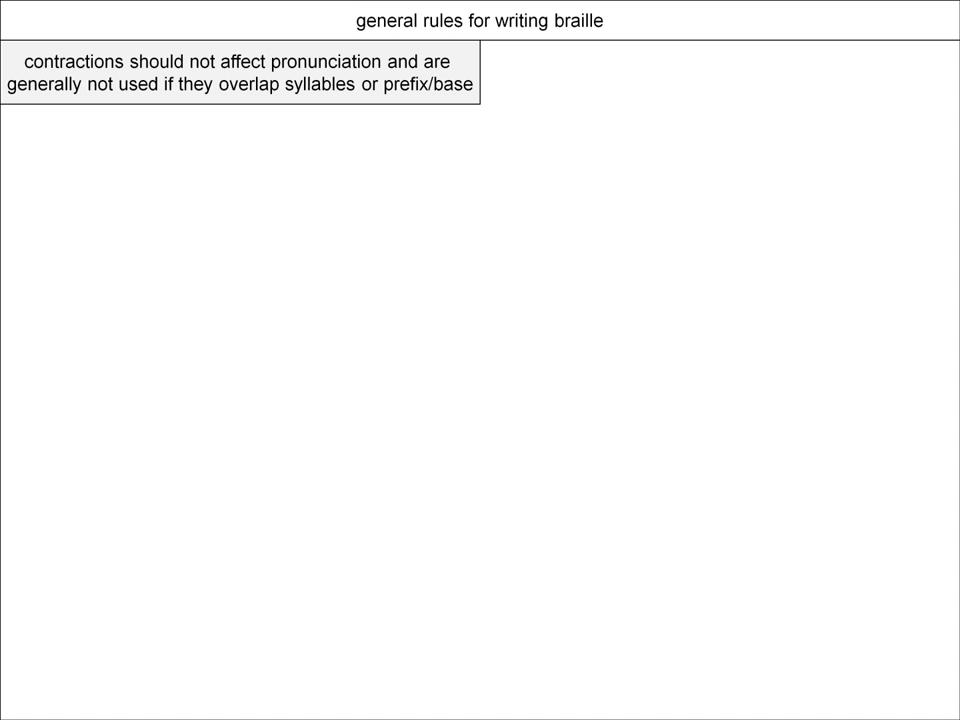 general rules for writing braille
contractions should not affect pronunciation and are
generally not used if they overlap syllables or prefix/base